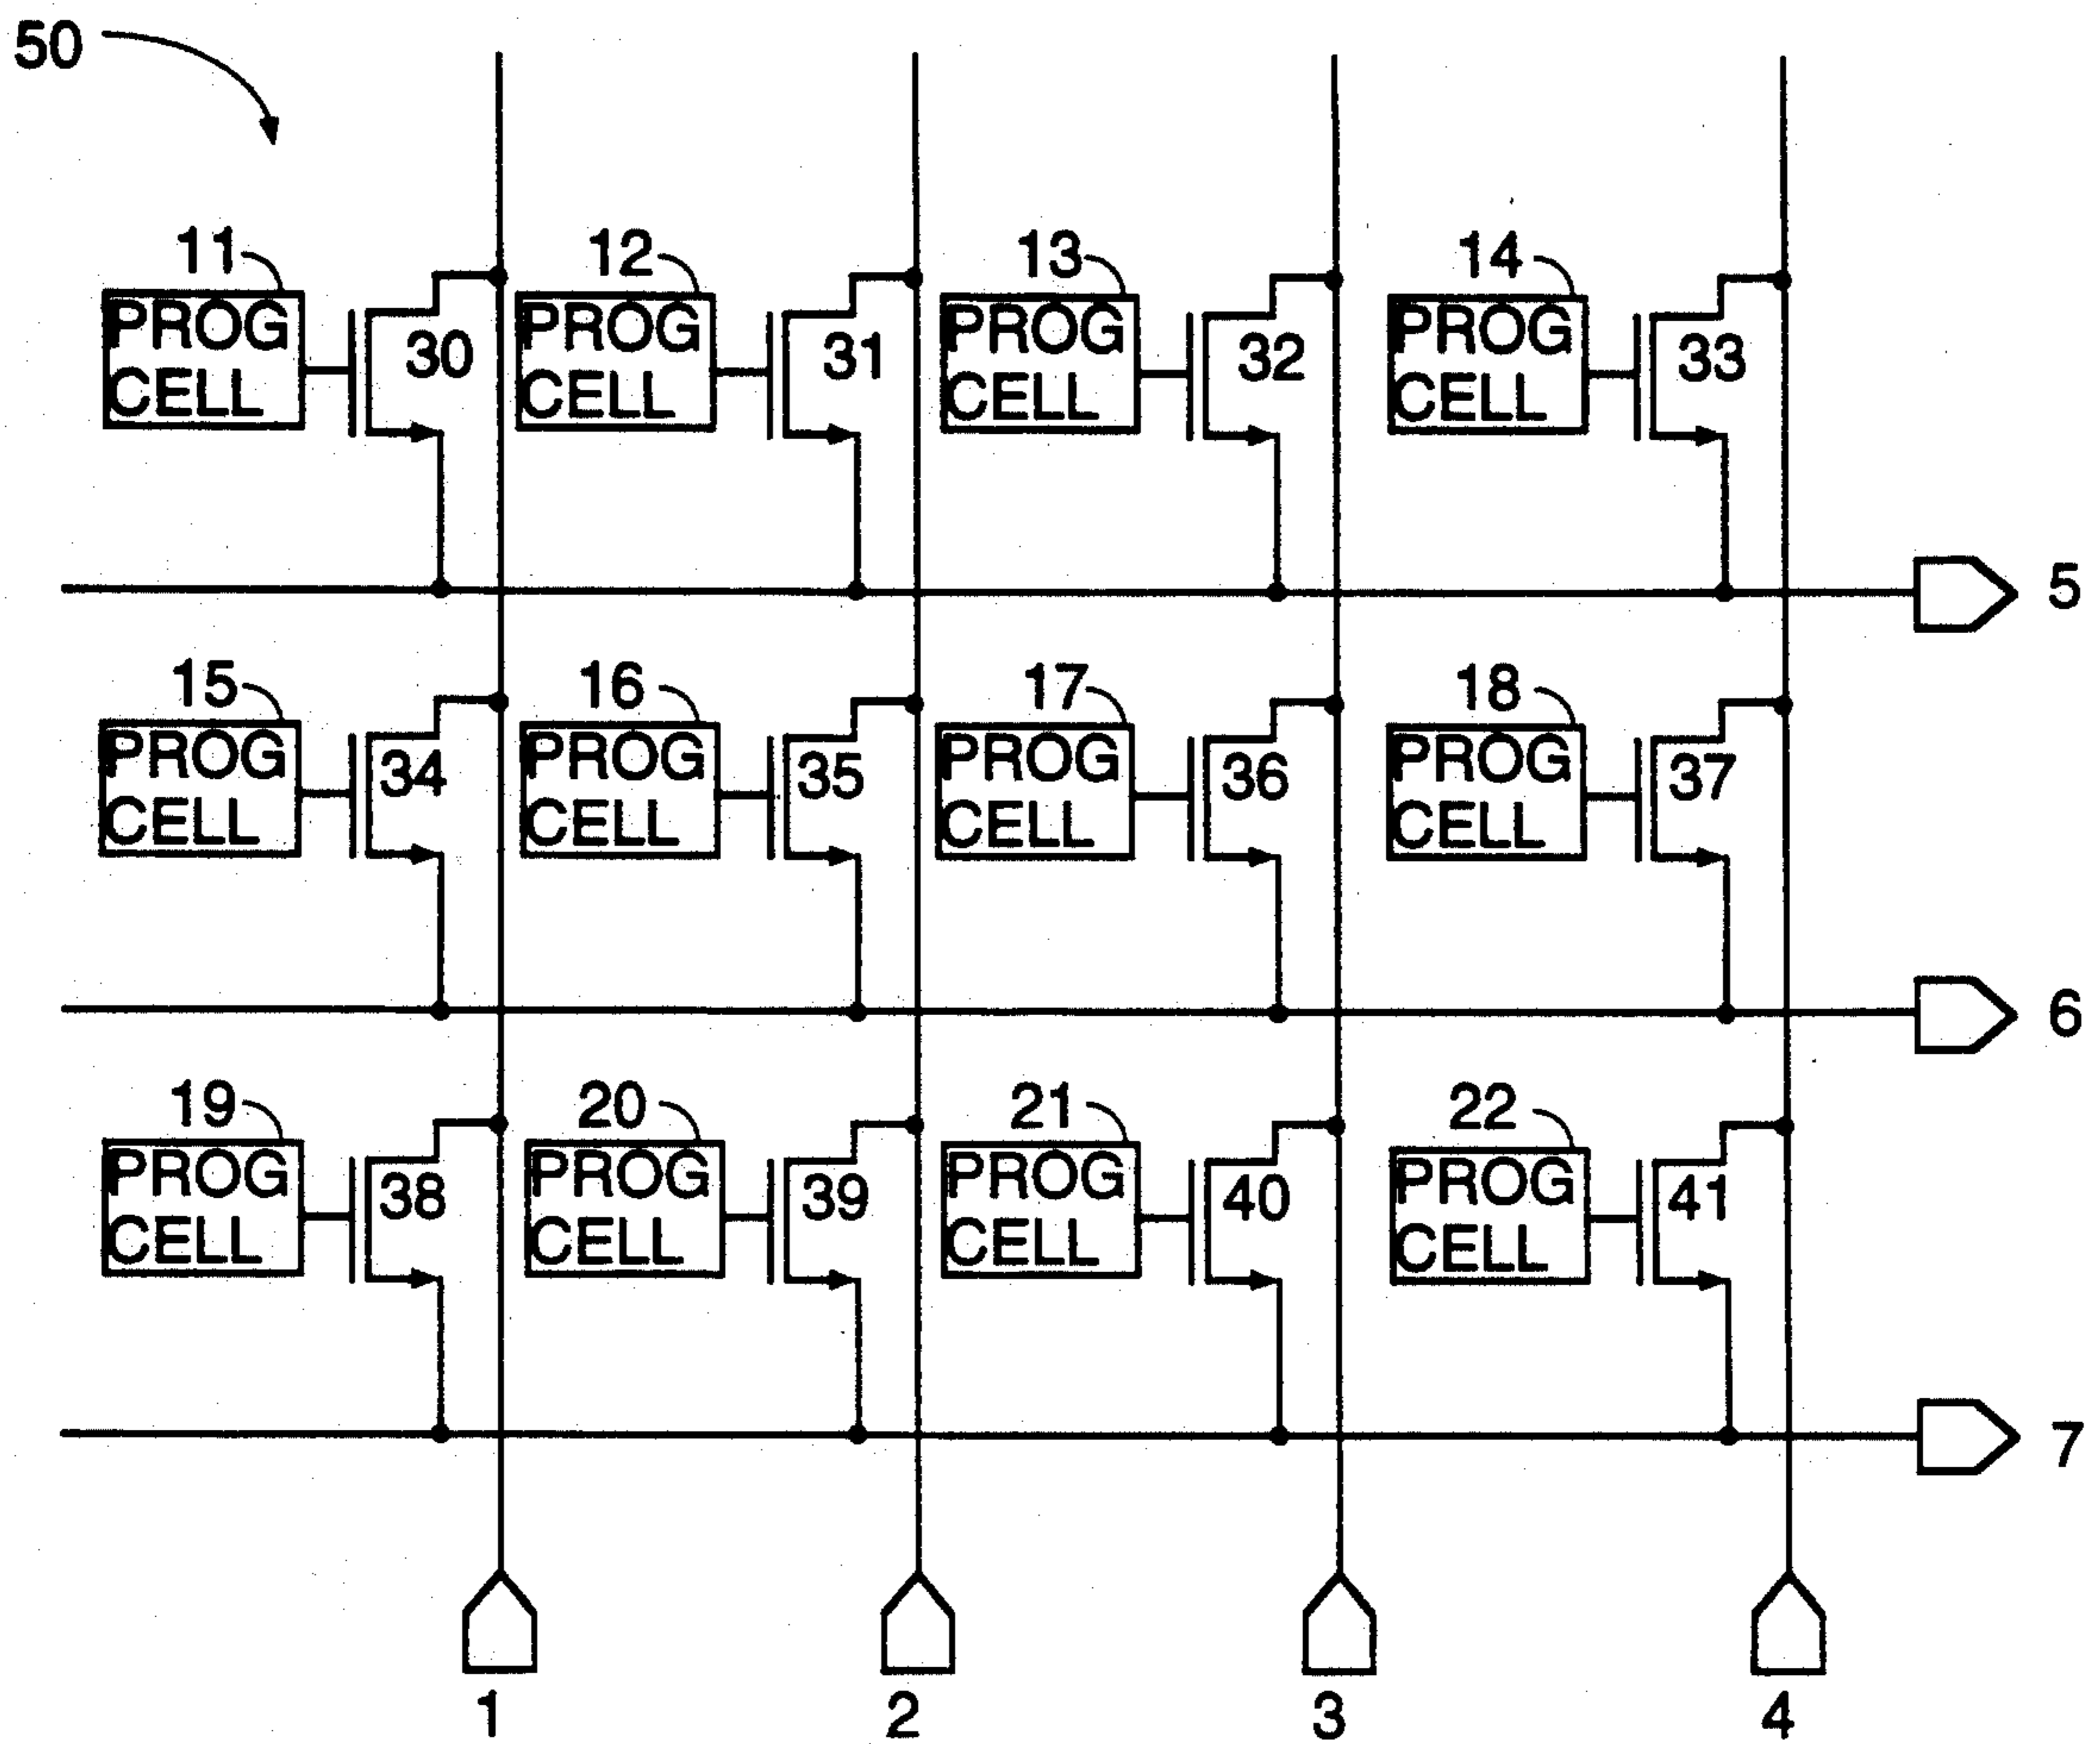 50
11 12 13 14
PROG PROG PROG PROG
30 31 32 33
CELL CELL CELL CELL
5
15 16 17 18
PROG PROG PROG PROG
34 35 36 37
CELL CELL CELL CELL
6
19 20 21 22
PROG PROG PROG PROG
38 39 40 41
CELL CELL CELL CELL
7
1 2 3 4